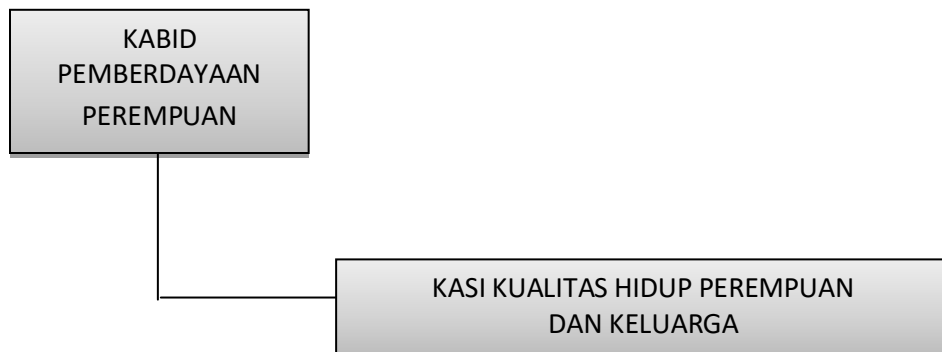 KABID
PEMBERDAYAAN
PEREMPUAN
KASI KUALITAS HIDUP PEREMPUAN
DAN KELUARGA